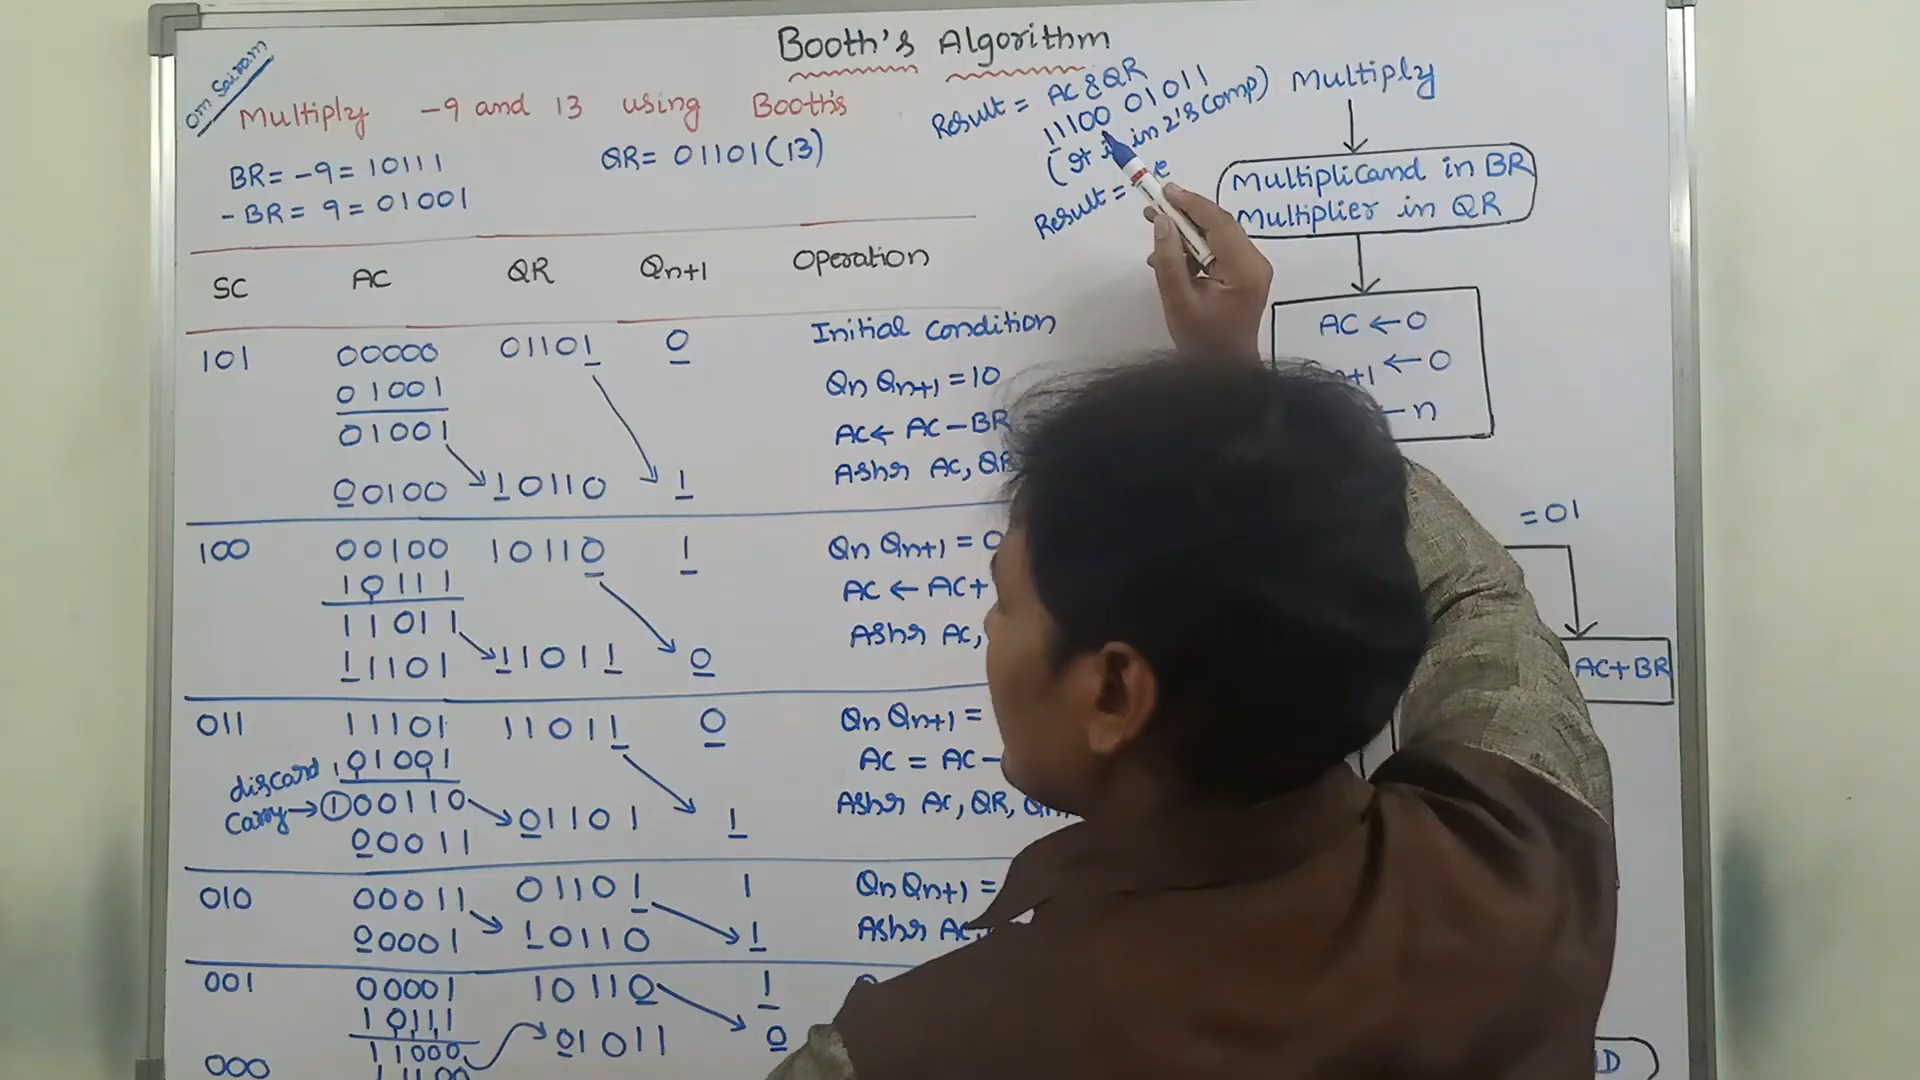 Booth's Algorithm
Om Sairam
Multiply -9 and 13 using Booth's
BR= -9 = 10111
QR= 01101(13)
-BR= 9 = 01001
Result = AC & QR
11100 01011
in 2's comp)
Result =
Multiply
Multiplicand in BR
Multiplier in QR
AC ← 0
n+1 ← 0
← n
=01
AC+BR
SC AC QR Qn+1 Operation
101 00000 01101 0 Initial condition
01001 Qn Qn+1 = 10
01001 AC← AC-BR
00100 10110 1 Ashr AC, QR
100 00100 10110 1 Qn Qn+1 = 0
10111 AC ← AC+
11011 Ashr AC,
11101 11011 0
011 11101 11011 0 Qn Qn+1 =
01001 AC = AC-
discard
carry→ 1 00110 Ashr AC, QR,
00011 01101 1
010 00011 01101 1 Qn Qn+1 =
00001 10110 1 Ashr AC,
001 00001 10110 1
10111
11000 01011 0
000 11100